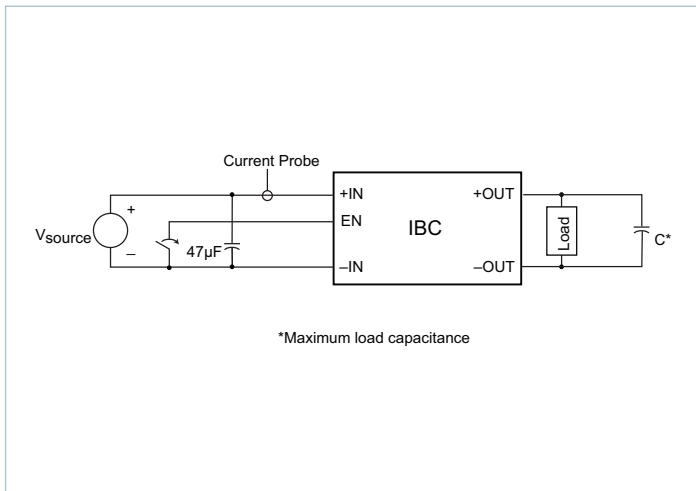 Current Probe
+IN
+OUT
+
EN
IBC
Vsource
Load
C*
–
47µF
–IN
–OUT
*Maximum load capacitance